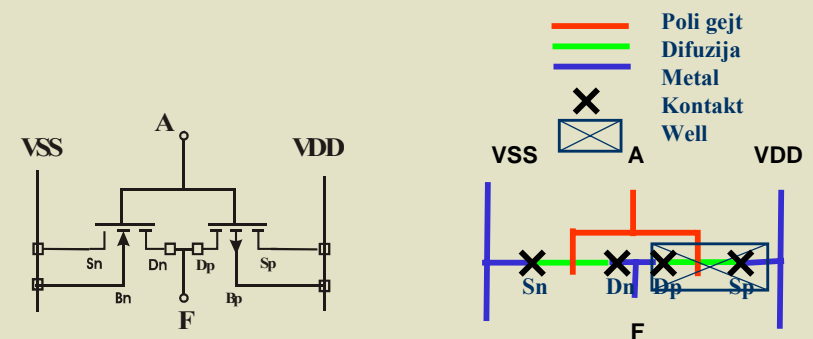 A
VSS
VDD
Sn
Dn
Dp
Sp
Bn
Bp
F
Poli gejt
Difuzija
Metal
Kontakt
Well
VSS
A
VDD
Sn
Dn
Dp
Sp
F